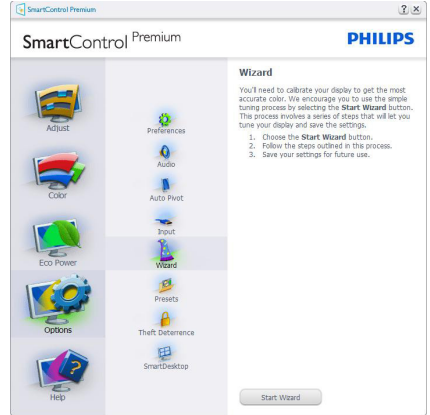 SmartControl Premium
SmartControl Premium
PHILIPS
Adjust
Color
Eco Power
Options
Help
Preferences
Audio
Auto Pivot
Input
Wizard
Presets
Theft Deterrence
SmartDesktop
Wizard
You'll need to calibrate your display to get the most
accurate color. We encourage you to use the simple
tuning process by selecting the Start Wizard button.
This process involves a series of steps that will let you
tune your display and save the settings.
1. Choose the Start Wizard button.
2. Follow the steps outlined in this process.
3. Save your settings for future use.
Start Wizard